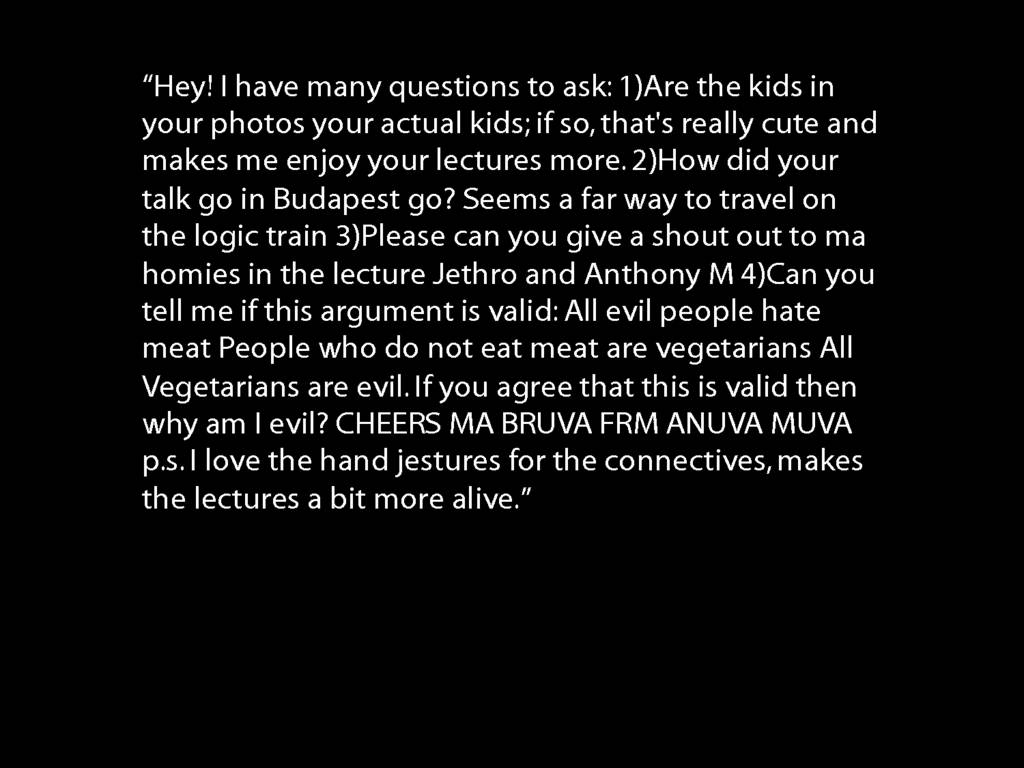 “Hey! I have many questions to ask: 1)Are the kids in
your photos your actual kids; if so, that's really cute and
makes me enjoy your lectures more. 2)How did your
talk go in Budapest go? Seems a far way to travel on
the logic train 3)Please can you give a shout out to ma
homies in the lecture Jethro and Anthony M 4)Can you
tell me if this argument is valid: All evil people hate
meat People who do not eat meat are vegetarians All
Vegetarians are evil. If you agree that this is valid then
why am I evil? CHEERS MA BRUVA FRM ANUVA MUVA
p.s. I love the hand jestures for the connectives, makes
the lectures a bit more alive.”